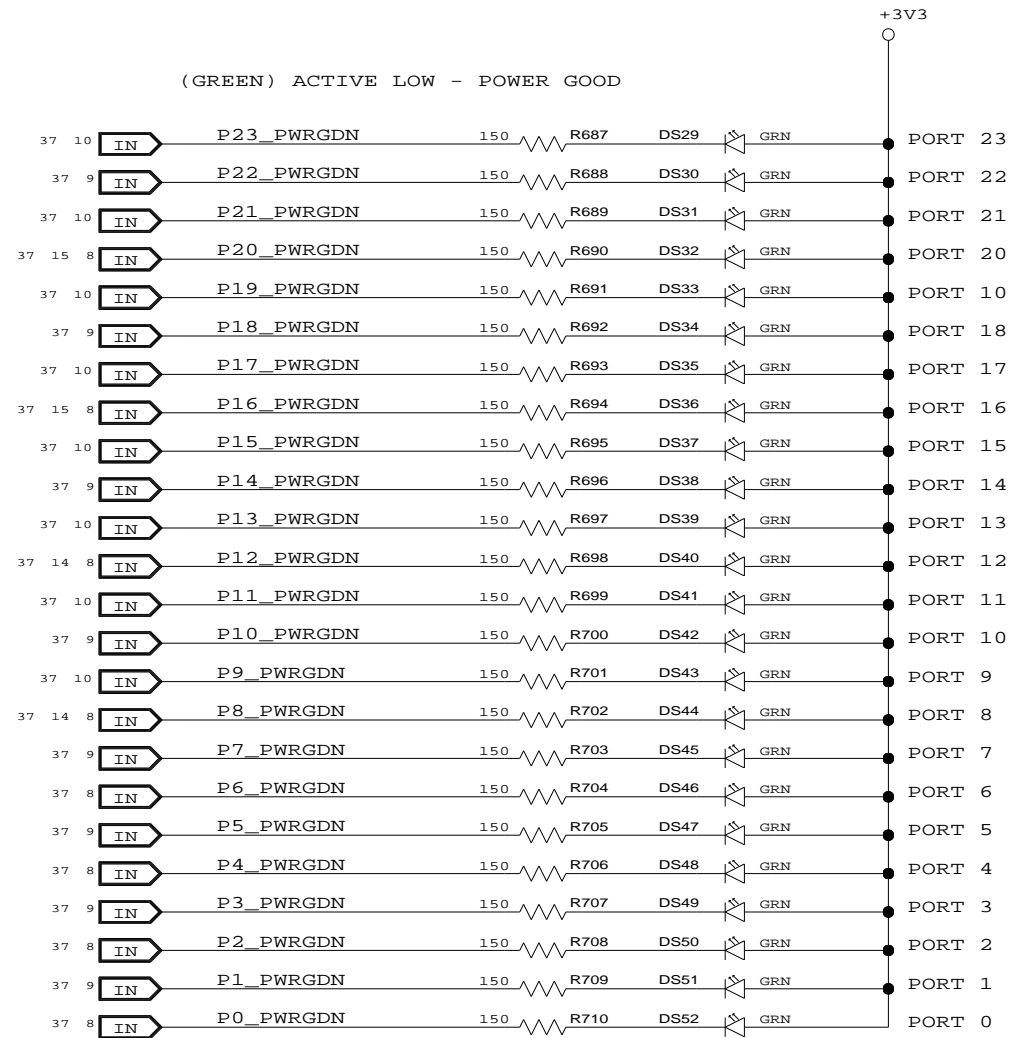 +3V3
(GREEN) ACTIVE LOW - POWER GOOD
37 10 IN P23_PWRGDN 150 R687 DS29 GRN PORT 23
37 9 IN P22_PWRGDN 150 R688 DS30 GRN PORT 22
37 10 IN P21_PWRGDN 150 R689 DS31 GRN PORT 21
37 15 8 IN P20_PWRGDN 150 R690 DS32 GRN PORT 20
37 10 IN P19_PWRGDN 150 R691 DS33 GRN PORT 10
37 9 IN P18_PWRGDN 150 R692 DS34 GRN PORT 18
37 10 IN P17_PWRGDN 150 R693 DS35 GRN PORT 17
37 15 8 IN P16_PWRGDN 150 R694 DS36 GRN PORT 16
37 10 IN P15_PWRGDN 150 R695 DS37 GRN PORT 15
37 9 IN P14_PWRGDN 150 R696 DS38 GRN PORT 14
37 10 IN P13_PWRGDN 150 R697 DS39 GRN PORT 13
37 14 8 IN P12_PWRGDN 150 R698 DS40 GRN PORT 12
37 10 IN P11_PWRGDN 150 R699 DS41 GRN PORT 11
37 9 IN P10_PWRGDN 150 R700 DS42 GRN PORT 10
37 10 IN P9_PWRGDN 150 R701 DS43 GRN PORT 9
37 14 8 IN P8_PWRGDN 150 R702 DS44 GRN PORT 8
37 9 IN P7_PWRGDN 150 R703 DS45 GRN PORT 7
37 8 IN P6_PWRGDN 150 R704 DS46 GRN PORT 6
37 9 IN P5_PWRGDN 150 R705 DS47 GRN PORT 5
37 8 IN P4_PWRGDN 150 R706 DS48 GRN PORT 4
37 9 IN P3_PWRGDN 150 R707 DS49 GRN PORT 3
37 8 IN P2_PWRGDN 150 R708 DS50 GRN PORT 2
37 9 IN P1_PWRGDN 150 R709 DS51 GRN PORT 1
37 8 IN P0_PWRGDN 150 R710 DS52 GRN PORT 0